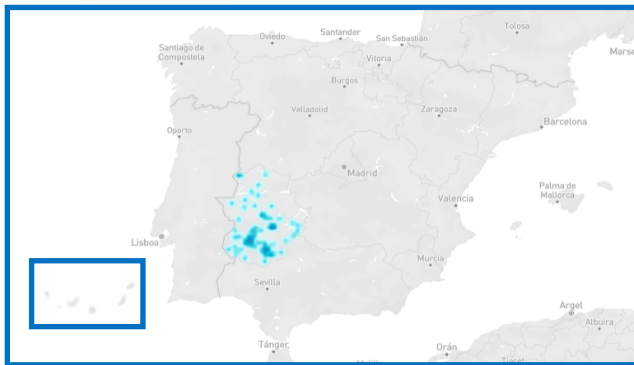 Tolosa
Oviedo
Santander
San Sebastián
Santiago de
Compostela
Vitoria
Burgos
Valladolid
Zaragoza
Barcelona
Oporto
Madrid
Palma de
Mallorca
Valencia
Lisboa
Murcia
Sevilla
Argel
Albuira
Tánger
Orán
Tiaret